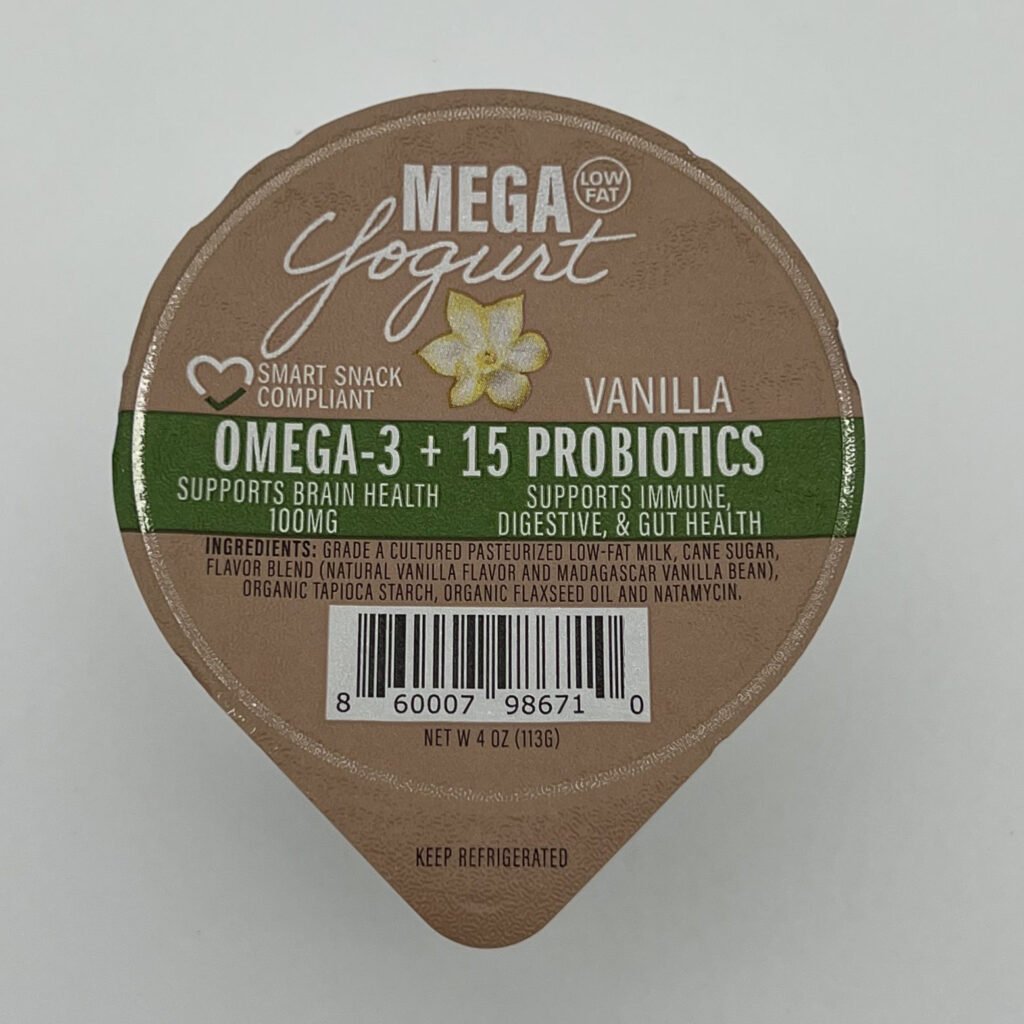 MEGA
LOW
FAT
Yogurt
SMART SNACK
COMPLIANT
VANILLA
OMEGA-3 + 15 PROBIOTICS
SUPPORTS BRAIN HEALTH
100MG
SUPPORTS IMMUNE,
DIGESTIVE, & GUT HEALTH
INGREDIENTS: GRADE A CULTURED PASTEURIZED LOW-FAT MILK, CANE SUGAR,
FLAVOR BLEND (NATURAL VANILLA FLAVOR AND MADAGASCAR VANILLA BEAN),
ORGANIC TAPIOCA STARCH, ORGANIC FLAXSEED OIL AND NATAMYCIN.
8 60007 98671 0
NET W 4 OZ (113G)
KEEP REFRIGERATED